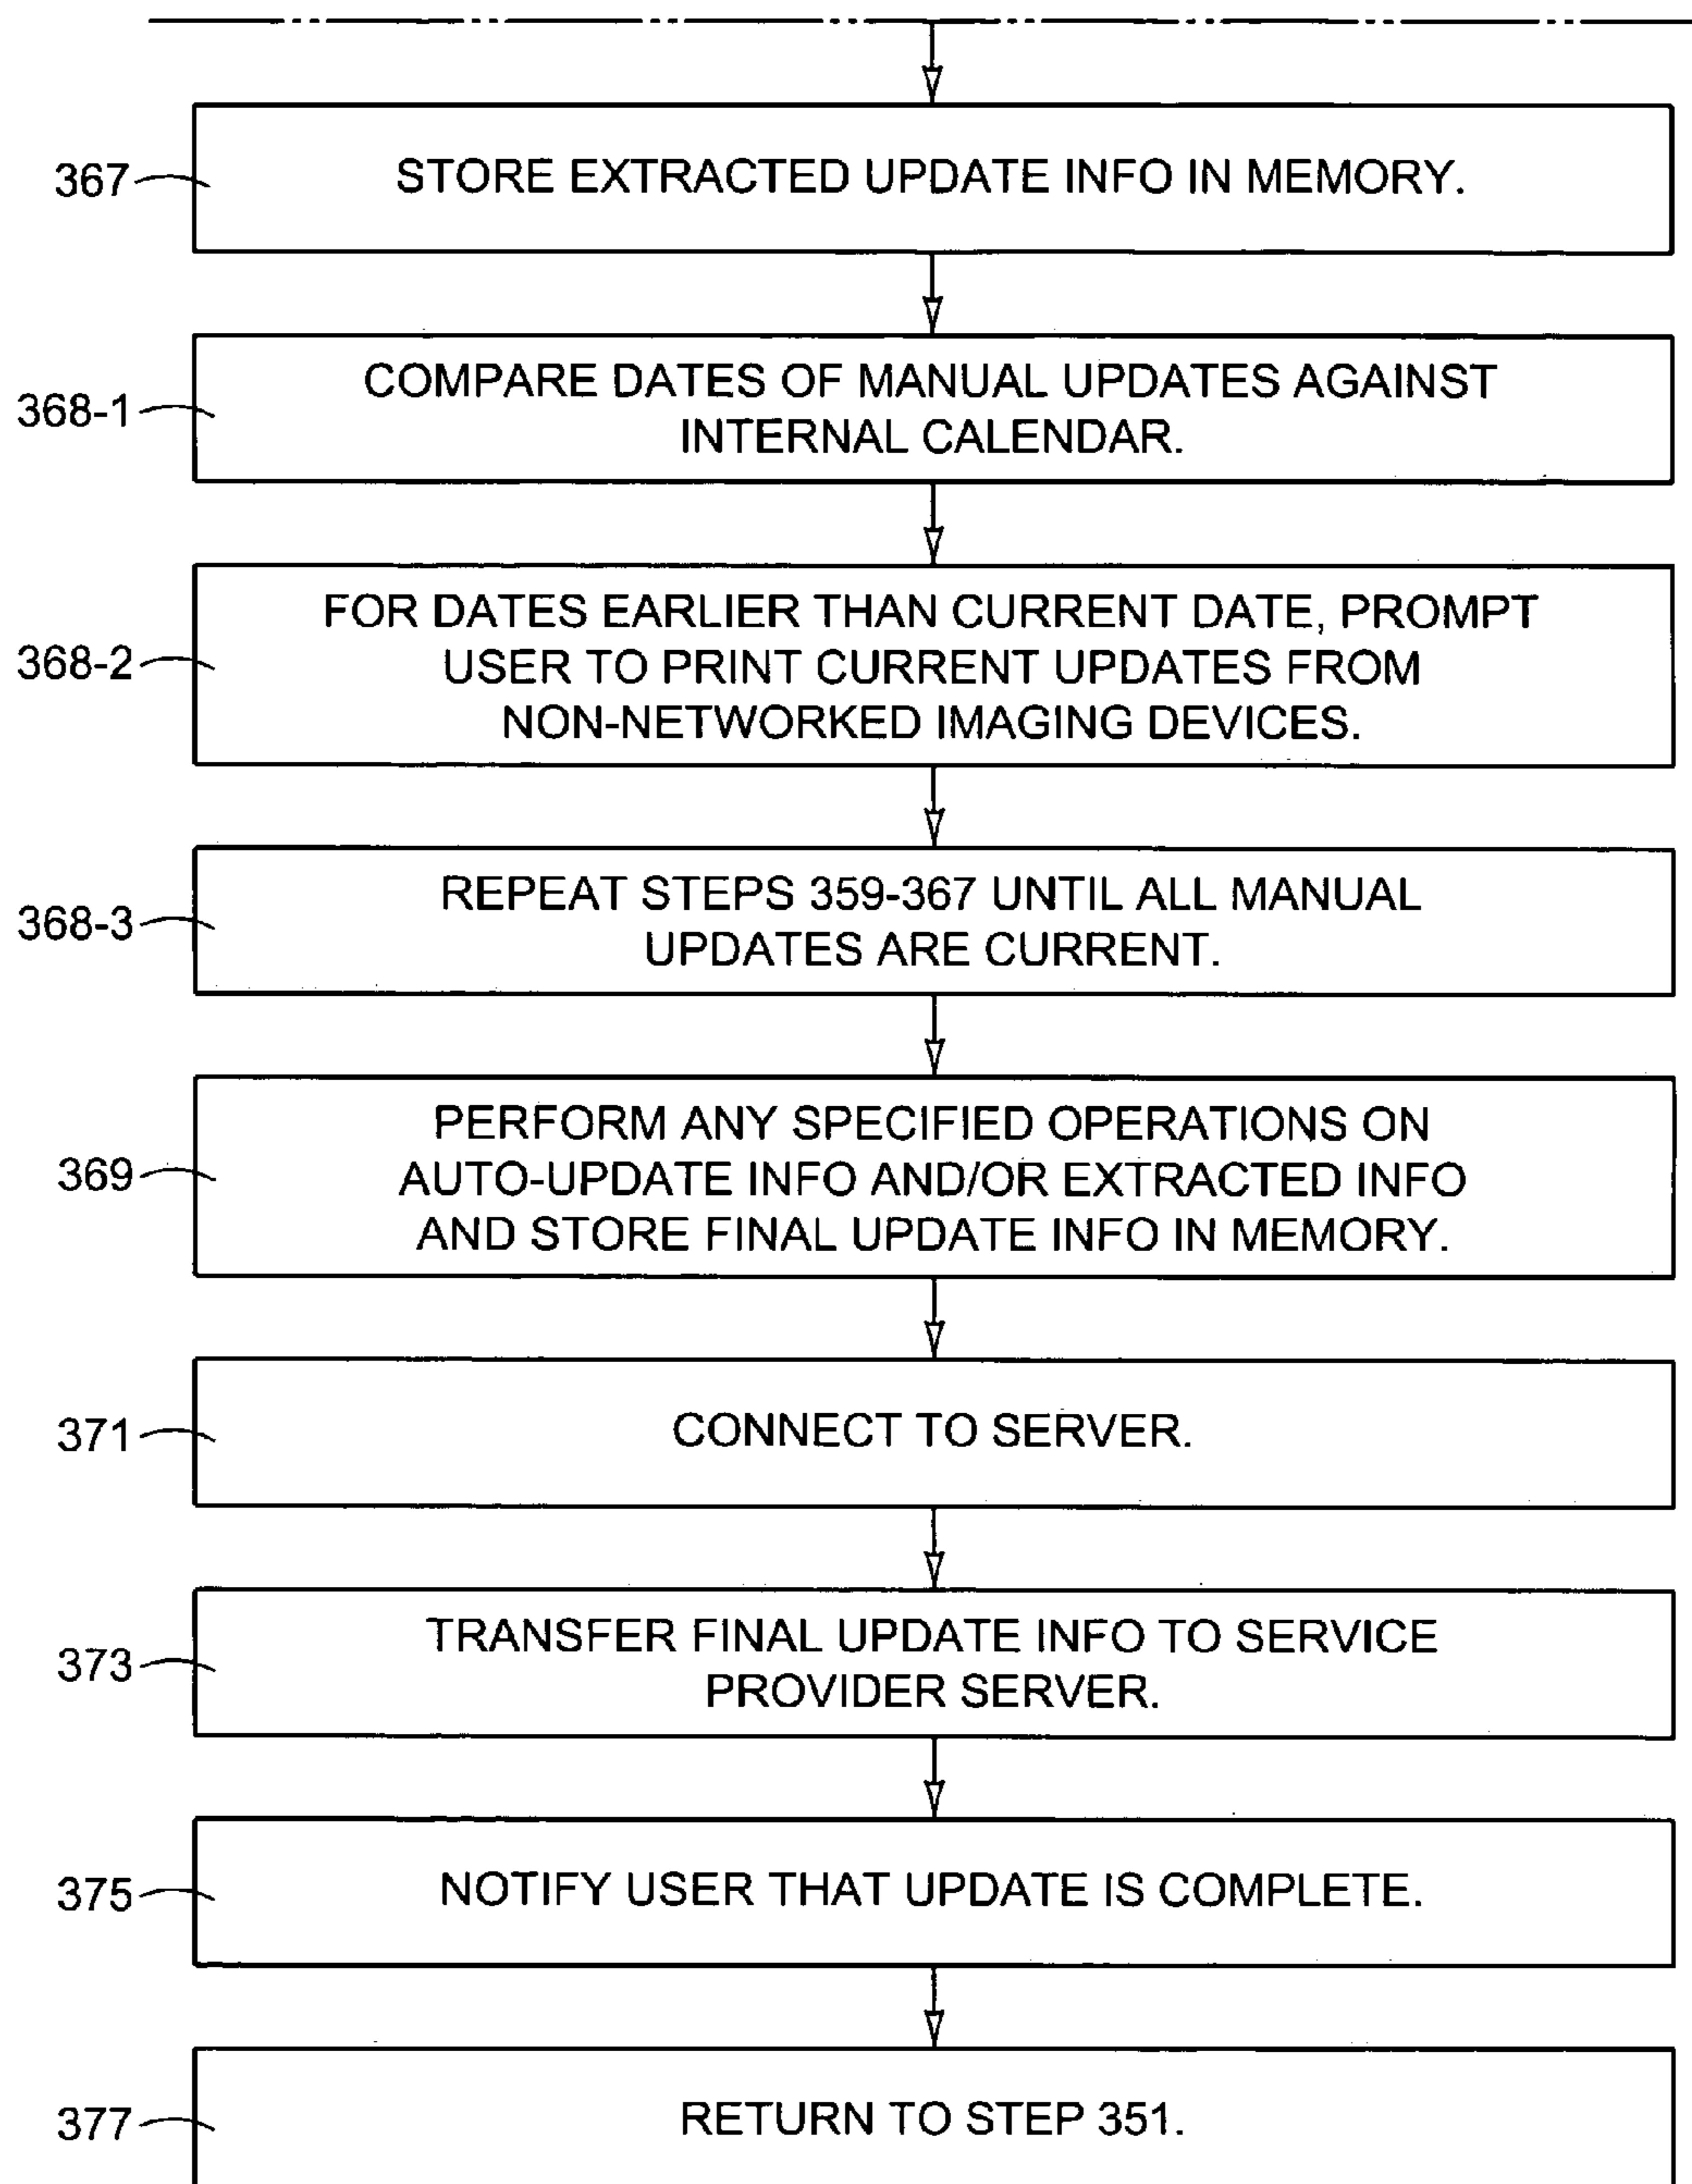 367
STORE EXTRACTED UPDATE INFO IN MEMORY.
368-1
COMPARE DATES OF MANUAL UPDATES AGAINST
INTERNAL CALENDAR.
368-2
FOR DATES EARLIER THAN CURRENT DATE, PROMPT
USER TO PRINT CURRENT UPDATES FROM
NON-NETWORKED IMAGING DEVICES.
368-3
REPEAT STEPS 359-367 UNTIL ALL MANUAL
UPDATES ARE CURRENT.
369
PERFORM ANY SPECIFIED OPERATIONS ON
AUTO-UPDATE INFO AND/OR EXTRACTED INFO
AND STORE FINAL UPDATE INFO IN MEMORY.
371
CONNECT TO SERVER.
373
TRANSFER FINAL UPDATE INFO TO SERVICE
PROVIDER SERVER.
375
NOTIFY USER THAT UPDATE IS COMPLETE.
377
RETURN TO STEP 351.